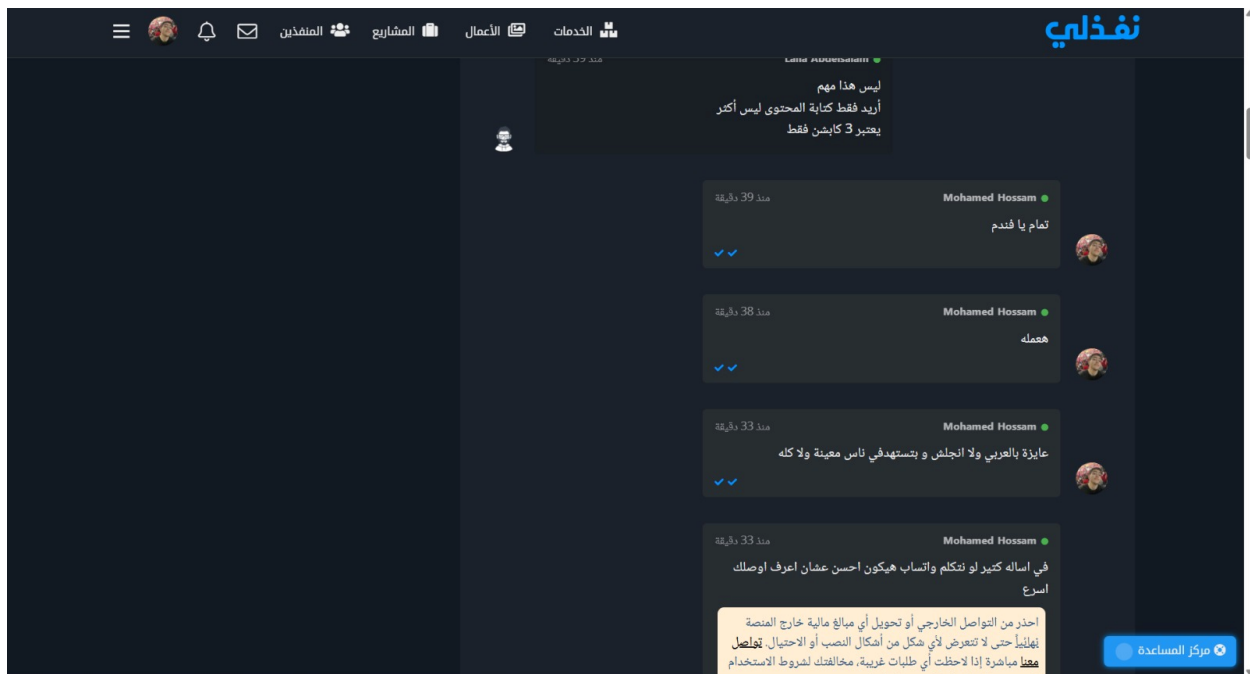 نفذلي
الخدمات
الأعمال
المشاريع
المنفذين
Lana Abdelsalam
منذ 39 دقيقة
ليس هذا مهم
أريد فقط كتابة المحتوى ليس أكثر
يعتبر 3 كابشن فقط
Mohamed Hossam
منذ 39 دقيقة
تمام يا فندم
Mohamed Hossam
منذ 38 دقيقة
هعمله
Mohamed Hossam
منذ 33 دقيقة
عايزة بالعربي ولا انجلش و بتستهدفي ناس معينة ولا كله
Mohamed Hossam
منذ 33 دقيقة
في اساله كتير لو نتكلم واتساب هيكون احسن عشان اعرف اوصلك
اسرع
احذر من التواصل الخارجي أو تحويل أي مبالغ مالية خارج المنصة
نهائياً حتى لا تتعرض لأي شكل من أشكال النصب أو الاحتيال. تواصل
معنا مباشرة إذا لاحظت أي طلبات غريبة، مخالفتك لشروط الاستخدام
مركز المساعدة